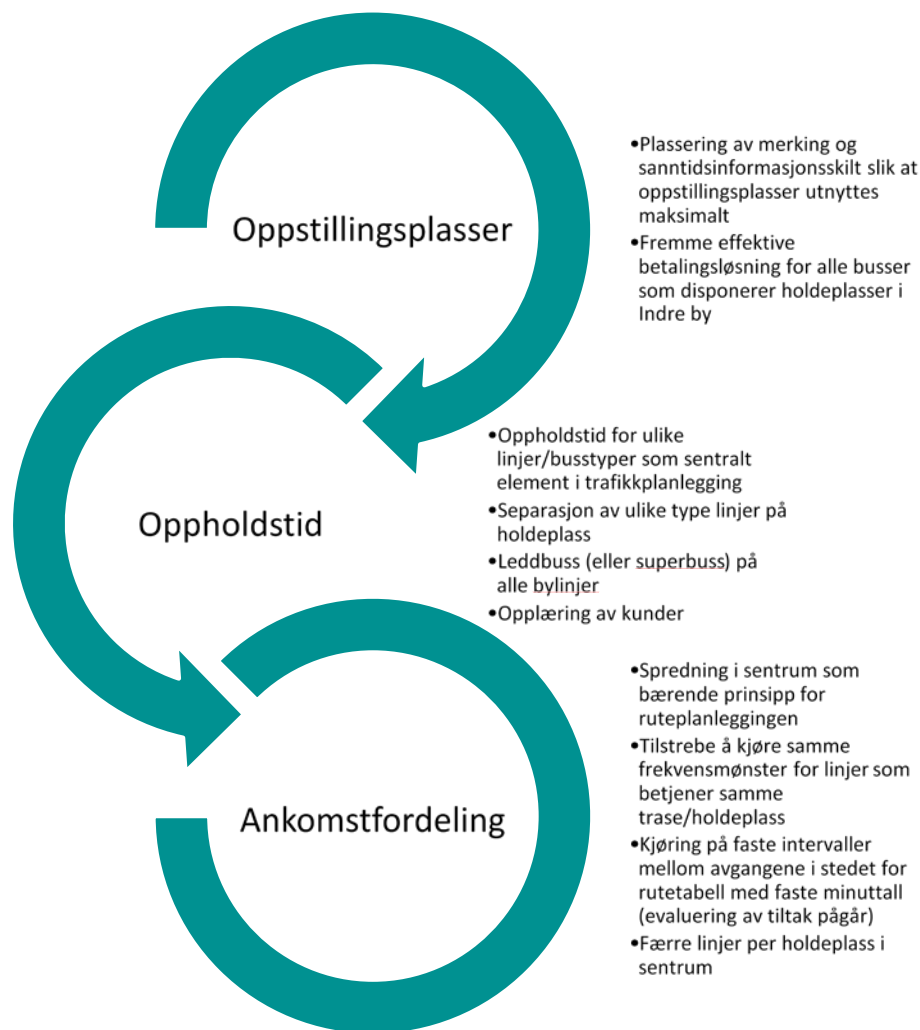 Oppstillingsplasser
•Plassering av merking og
sanntidsinformasjonsskilt slik at
oppstillingsplasser utnyttes
maksimalt
•Fremme effektive
betalingsløsning for alle busser
som disponerer holdeplasser i
Indre by
Oppholdstid
•Oppholdstid for ulike
linjer/busstyper som sentralt
element i trafikkplanlegging
•Separasjon av ulike type linjer på
holdeplass
•Leddbuss (eller superbuss) på
alle bylinjer
•Opplæring av kunder
Ankomstfordeling
•Spredning i sentrum som
bærende prinsipp for
ruteplanleggingen
•Tilstrebe å kjøre samme
frekvensmønster for linjer som
betjener samme
trase/holdeplass
•Kjøring på faste intervaller
mellom avgangene i stedet for
rutetabell med faste minuttall
(evaluering av tiltak pågår)
•Færre linjer per holdeplass i
sentrum